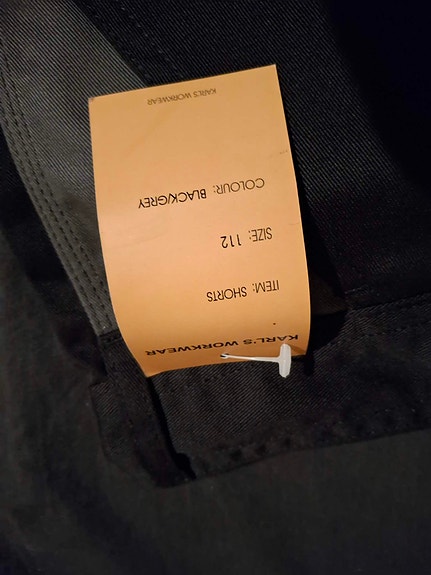 KARL'S WORKWEAR
ITEM: SHORTS
SIZE: 112
COLOUR: BLACK/GREY
KARL'S WORKWEAR